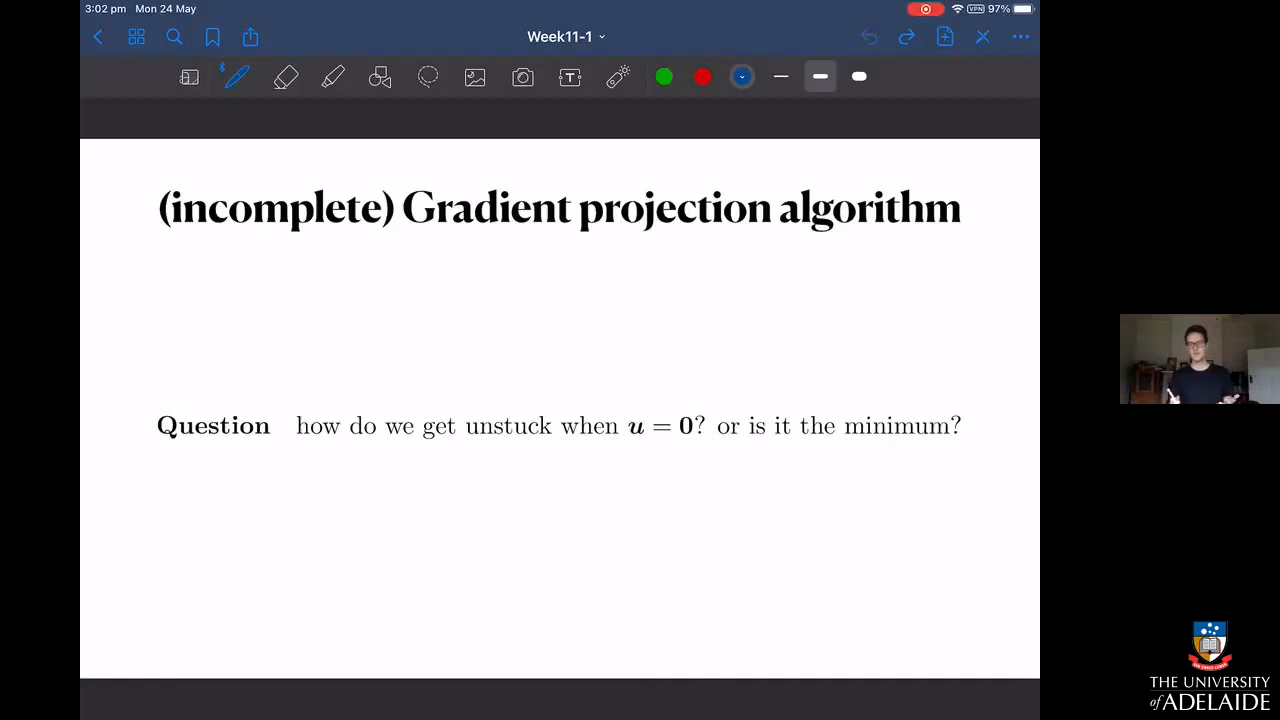 3:02 pm Mon 24 May
VPN 97%
Week11-1
T
(incomplete) Gradient projection algorithm
Question how do we get unstuck when u = 0? or is it the minimum?
THE UNIVERSITY
of ADELAIDE